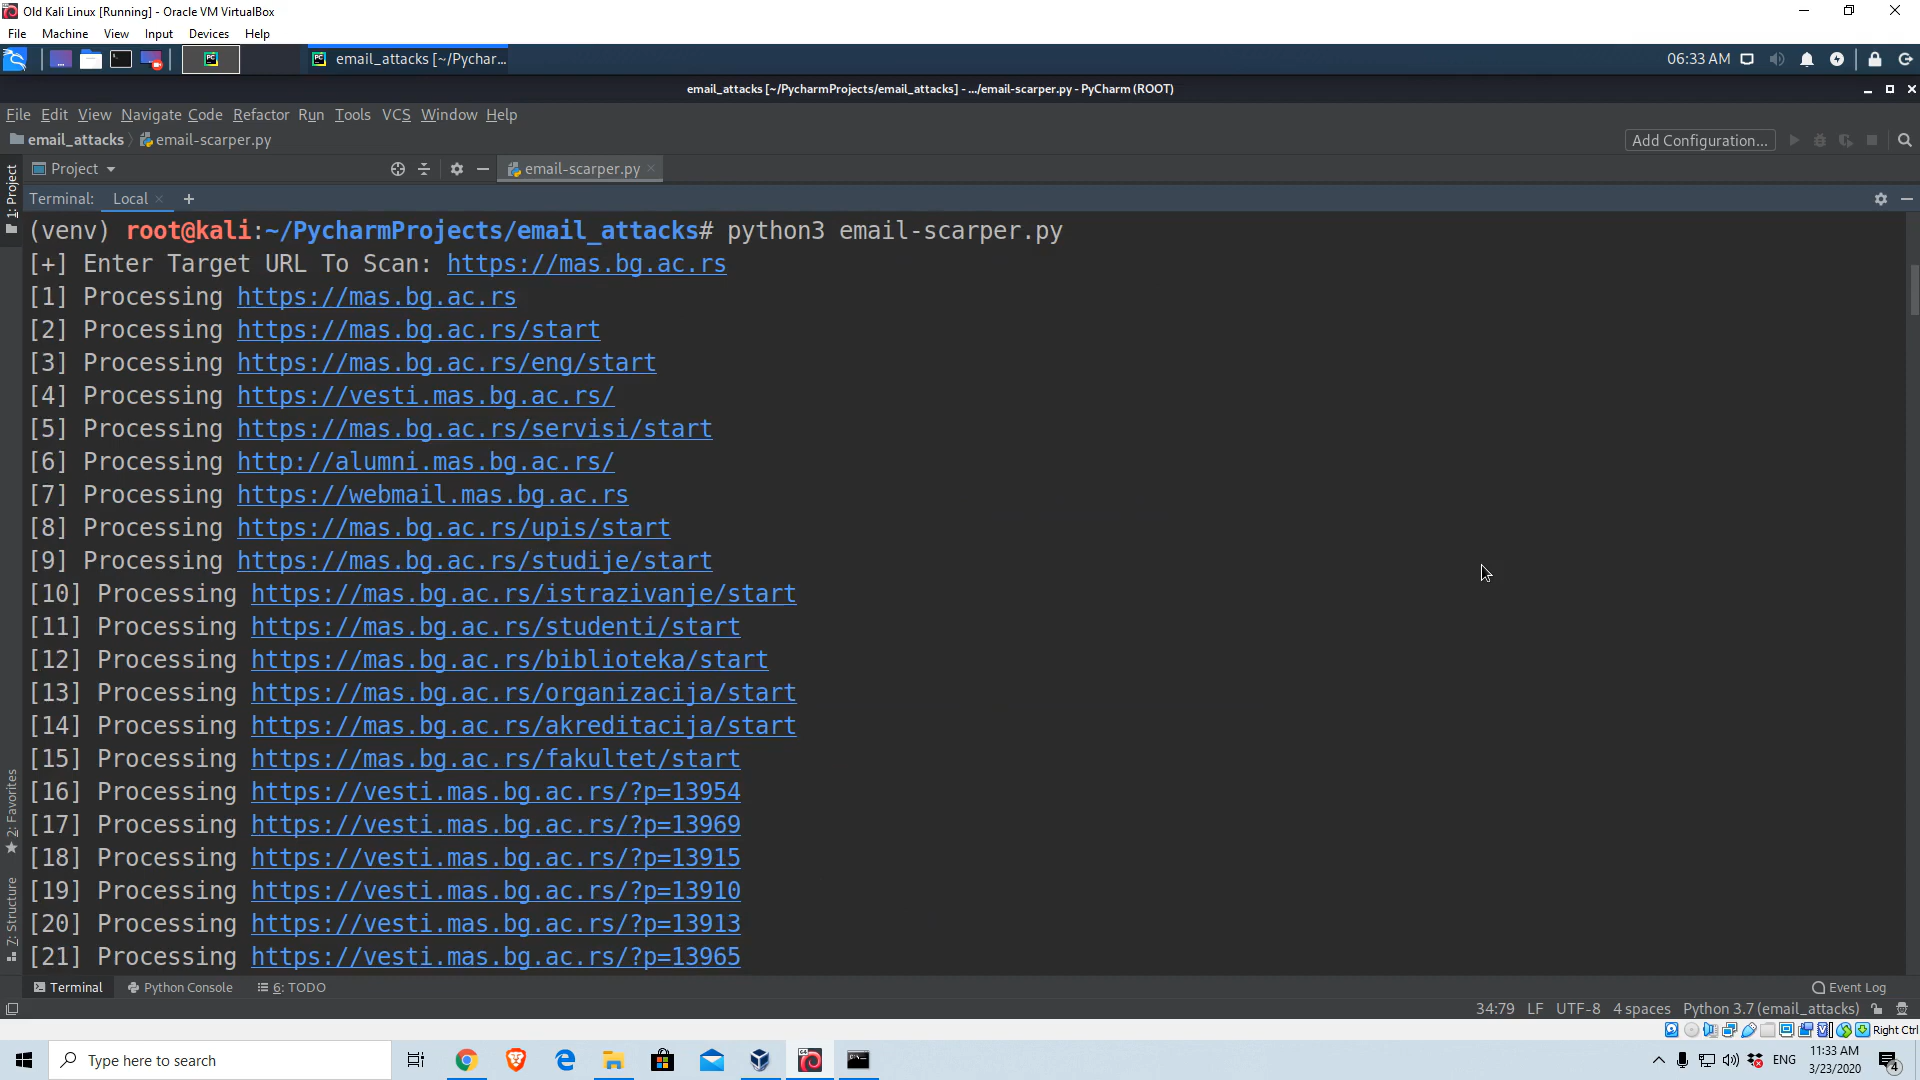 Old Kali Linux [Running] - Oracle VM VirtualBox
File Machine View Input Devices Help
email_attacks [~/Pychar...
06:33 AM
email_attacks [~/PycharmProjects/email_attacks] - .../email-scarper.py - PyCharm (ROOT)
File Edit View Navigate Code Refactor Run Tools VCS Window Help
email_attacks email-scarper.py
Add Configuration...
Project
email-scarper.py
1: Project
Terminal: Local +
(venv) root@kali:~/PycharmProjects/email_attacks# python3 email-scarper.py
[+] Enter Target URL To Scan: https://mas.bg.ac.rs
[1] Processing https://mas.bg.ac.rs
[2] Processing https://mas.bg.ac.rs/start
[3] Processing https://mas.bg.ac.rs/eng/start
[4] Processing https://vesti.mas.bg.ac.rs/
[5] Processing https://mas.bg.ac.rs/servisi/start
[6] Processing http://alumni.mas.bg.ac.rs/
[7] Processing https://webmail.mas.bg.ac.rs
[8] Processing https://mas.bg.ac.rs/upis/start
[9] Processing https://mas.bg.ac.rs/studije/start
[10] Processing https://mas.bg.ac.rs/istrazivanje/start
[11] Processing https://mas.bg.ac.rs/studenti/start
[12] Processing https://mas.bg.ac.rs/biblioteka/start
[13] Processing https://mas.bg.ac.rs/organizacija/start
[14] Processing https://mas.bg.ac.rs/akreditacija/start
[15] Processing https://mas.bg.ac.rs/fakultet/start
[16] Processing https://vesti.mas.bg.ac.rs/?p=13954
[17] Processing https://vesti.mas.bg.ac.rs/?p=13969
[18] Processing https://vesti.mas.bg.ac.rs/?p=13915
[19] Processing https://vesti.mas.bg.ac.rs/?p=13910
[20] Processing https://vesti.mas.bg.ac.rs/?p=13913
[21] Processing https://vesti.mas.bg.ac.rs/?p=13965
2: Favorites
7: Structure
Terminal Python Console 6: TODO
Event Log
34:79 LF UTF-8 4 spaces Python 3.7 (email_attacks)
Right Ctrl
Type here to search
ENG
11:33 AM
3/23/2020
4